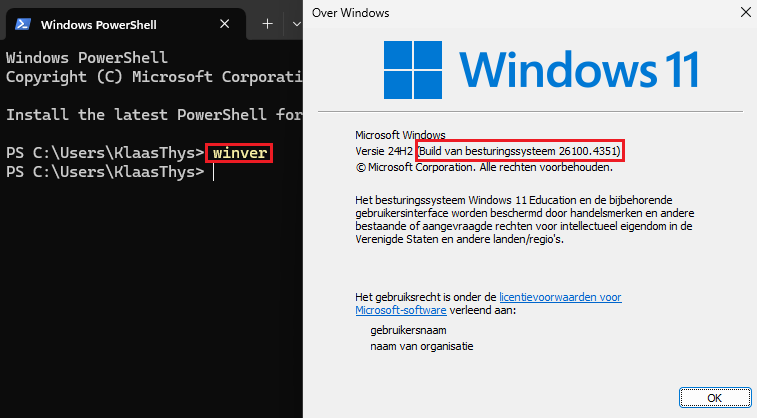 Windows PowerShell
Windows PowerShell
Copyright (C) Microsoft Corporati
Install the latest PowerShell for
PS C:\Users\KlaasThys> winver
PS C:\Users\KlaasThys>
Over Windows
Windows 11
Microsoft Windows
Versie 24H2 (Build van besturingssysteem 26100.4351)
© Microsoft Corporation. Alle rechten voorbehouden.
Het besturingssysteem Windows 11 Education en de bijbehorende
gebruikersinterface worden beschermd door handelsmerken en andere
bestaande of aangevraagde rechten voor intellectueel eigendom in de
Verenigde Staten en andere landen/regio's.
Het gebruiksrecht is onder de licentievoorwaarden voor
Microsoft-software verleend aan:
gebruikersnaam
naam van organisatie
OK